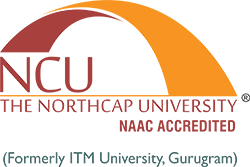 NCU
THE NORTHCAP UNIVERSITY ®
NAAC ACCREDITED
(Formerly ITM University, Gurugram)